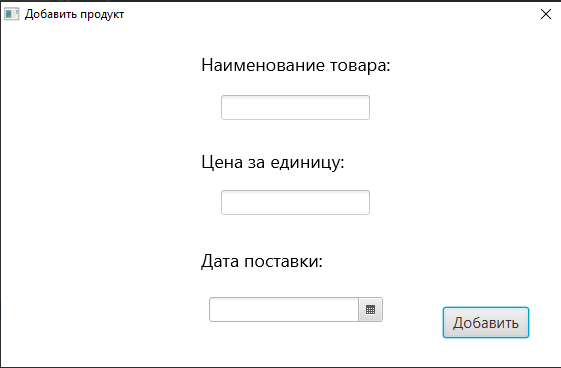 Добавить продукт
Наименование товара:
Цена за единицу:
Дата поставки:
Добавить